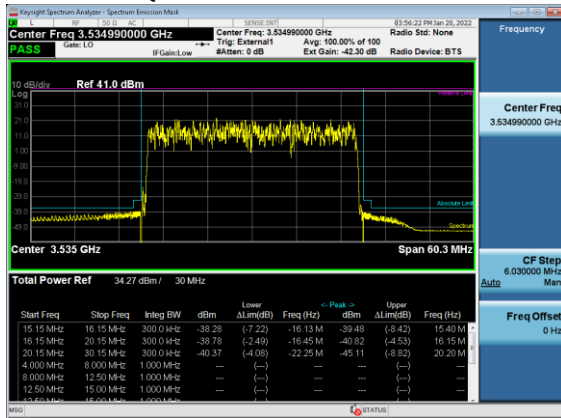 Keysight Spectrum Analyzer - Spectrum Emission Mask
L RF 50 Ω AC SENSE:INT 03:56:22 PM Jan 20, 2022
Center Freq 3.534990000 GHz Center Freq: 3.534990000 GHz Radio Std: None Frequency
Gate: LO Trig: External1 Avg: 100.00% of 100
PASS IFGain:Low #Atten: 0 dB Ext Gain: -42.30 dB Radio Device: BTS
10 dB/div Ref 41.0 dBm
Log
31.0
21.0
11.0
1.00
-9.00
-19.0
-29.0
-39.0
-49.0
Absolute Limit
Spectrum
Center 3.535 GHz Span 60.3 MHz
Center Freq
3.534990000 GHz
CF Step
6.030000 MHz
Auto Man
Freq Offset
0 Hz
Total Power Ref 34.27 dBm / 30 MHz
Lower <- Peak -> Upper
Start Freq Stop Freq Integ BW dBm ΔLim(dB) Freq (Hz) dBm ΔLim(dB) Freq (Hz)
15.15 MHz 16.15 MHz 300.0 kHz -38.28 (-7.22) -16.13 M -39.48 (-8.42) 15.40 M
16.15 MHz 20.15 MHz 300.0 kHz -38.78 (-2.49) -16.45 M -40.82 (-4.53) 16.15 M
20.15 MHz 30.15 MHz 300.0 kHz -40.37 (-4.08) -22.25 M -45.11 (-8.82) 20.20 M
4.000 MHz 8.000 MHz 1.000 MHz --- (---) --- (---)
8.000 MHz 12.50 MHz 1.000 MHz --- (---) --- (---)
12.50 MHz 15.00 MHz 1.000 MHz --- (---) --- (---)
MSG STATUS